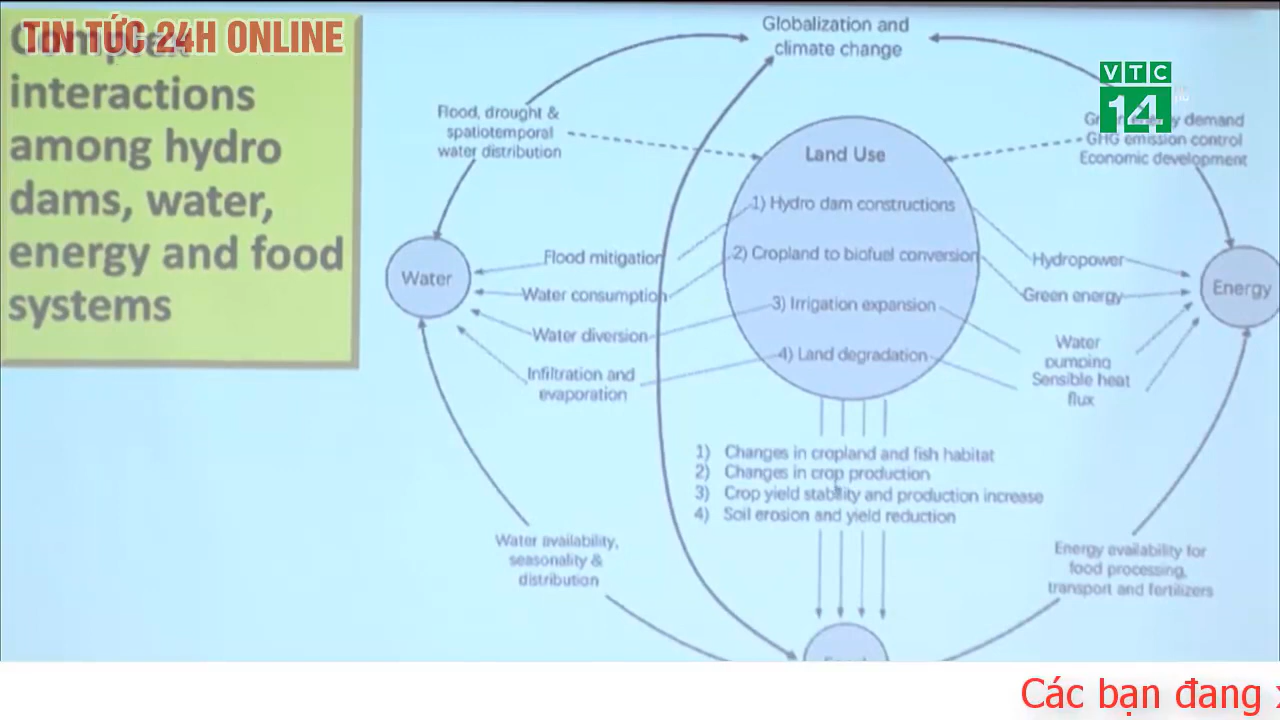 TIN TỨC 24H ONLINE
Complex
interactions
among hydro
dams, water,
energy and food
systems
Globalization and
climate change
VTC
14
Flood, drought &
spatiotemporal
water distribution
demand
GHG emission control
Economic development
Land Use
1) Hydro dam constructions
2) Cropland to biofuel conversion
3) Irrigation expansion
4) Land degradation
Water
Flood mitigation
Water consumption
Water diversion
Infiltration and
evaporation
Hydropower
Green energy
Water
pumping
Sensible heat
flux
Energy
1) Changes in cropland and fish habitat
2) Changes in crop production
3) Crop yield stability and production increase
4) Soil erosion and yield reduction
Water availability,
seasonality &
distribution
Energy availability for
food processing,
transport and fertilizers
Các bạn đang